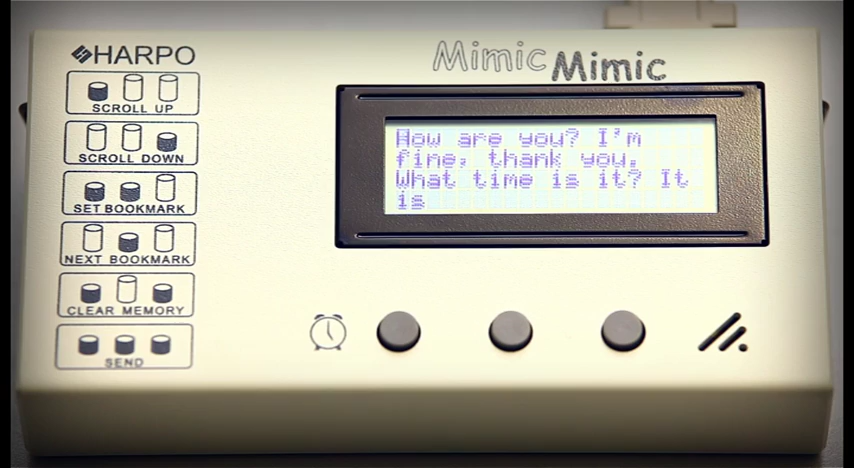 HARPO
Mimic Mimic
SCROLL UP
SCROLL DOWN
SET BOOKMARK
NEXT BOOKMARK
CLEAR MEMORY
SEND
How are you? I'm
fine, thank you.
What time is it? It
is